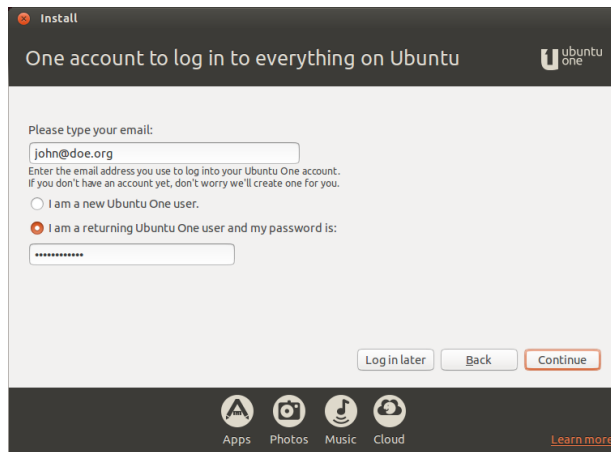 Install
One account to log in to everything on Ubuntu
ubuntu
one
Please type your email:
john@doe.org
Enter the email address you use to log into your Ubuntu One account.
If you don't have an account yet, don't worry we'll create one for you.
I am a new Ubuntu One user.
I am a returning Ubuntu One user and my password is:
••••••••••••
Log in later Back Continue
Apps Photos Music Cloud
Learn more